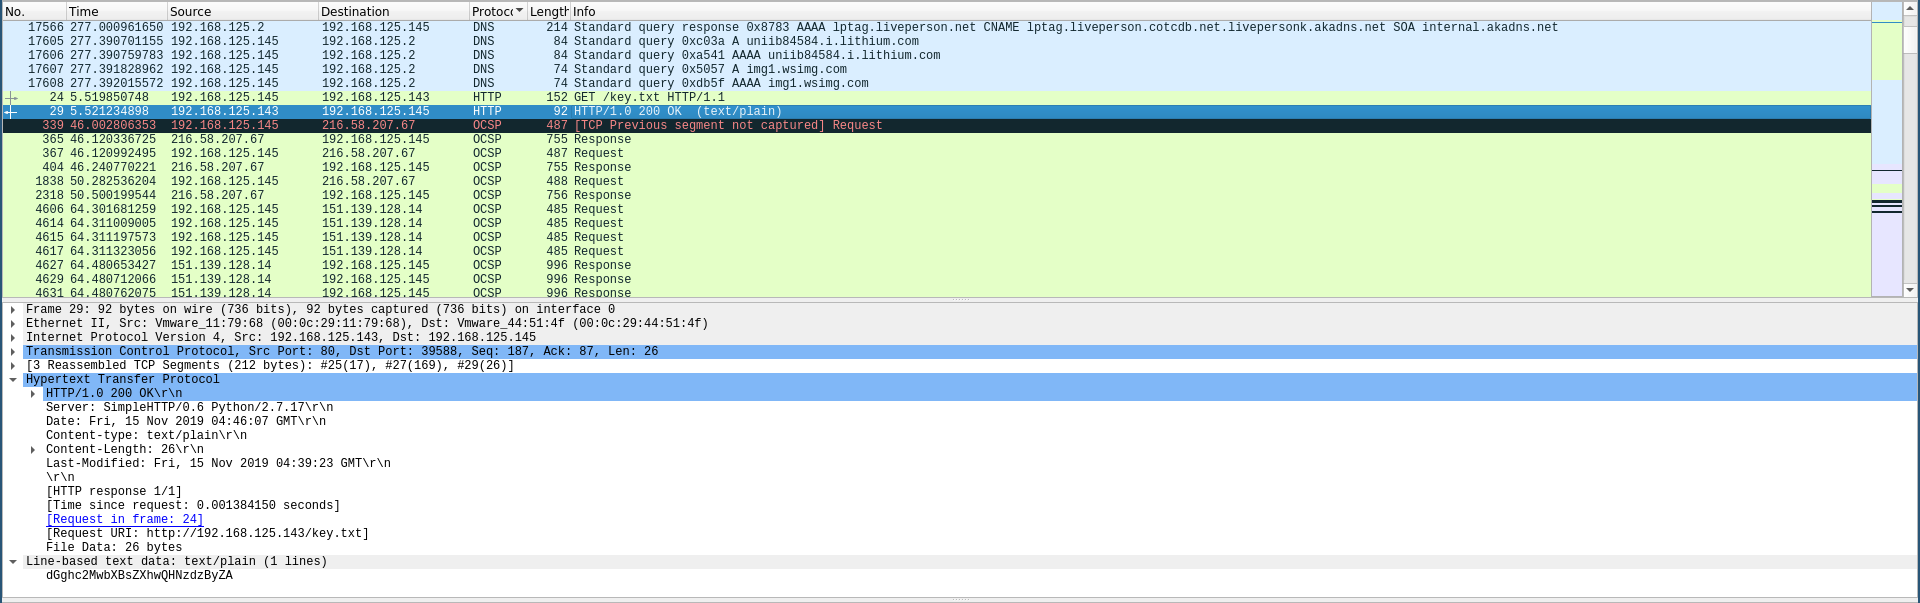 No. Time Source Destination Protoc Length Info
17566 277.000961650 192.168.125.2 192.168.125.145 DNS 214 Standard query response 0x8783 AAAA lptag.liveperson.net CNAME lptag.liveperson.cotcdb.net.livepersonk.akadns.net SOA internal.akadns.net
17605 277.390701155 192.168.125.145 192.168.125.2 DNS 84 Standard query 0xc03a A uniib84584.i.lithium.com
17606 277.390759783 192.168.125.145 192.168.125.2 DNS 84 Standard query 0xa541 AAAA uniib84584.i.lithium.com
17607 277.391828962 192.168.125.145 192.168.125.2 DNS 74 Standard query 0x5057 A img1.wsimg.com
17608 277.392015572 192.168.125.145 192.168.125.2 DNS 74 Standard query 0xdb5f AAAA img1.wsimg.com
24 5.519850748 192.168.125.145 192.168.125.143 HTTP 152 GET /key.txt HTTP/1.1
29 5.521234898 192.168.125.143 192.168.125.145 HTTP 92 HTTP/1.0 200 OK (text/plain)
339 46.002806353 192.168.125.145 216.58.207.67 OCSP 487 [TCP Previous segment not captured] Request
365 46.120336725 216.58.207.67 192.168.125.145 OCSP 755 Response
367 46.120992495 192.168.125.145 216.58.207.67 OCSP 487 Request
404 46.240770221 216.58.207.67 192.168.125.145 OCSP 755 Response
1838 50.282536204 192.168.125.145 216.58.207.67 OCSP 488 Request
2318 50.500199544 216.58.207.67 192.168.125.145 OCSP 756 Response
4606 64.301681259 192.168.125.145 151.139.128.14 OCSP 485 Request
4614 64.311009005 192.168.125.145 151.139.128.14 OCSP 485 Request
4615 64.311197573 192.168.125.145 151.139.128.14 OCSP 485 Request
4617 64.311323056 192.168.125.145 151.139.128.14 OCSP 485 Request
4627 64.480653427 151.139.128.14 192.168.125.145 OCSP 996 Response
4629 64.480712066 151.139.128.14 192.168.125.145 OCSP 996 Response
4631 64.480762075 151.139.128.14 192.168.125.145 OCSP 996 Response
Frame 29: 92 bytes on wire (736 bits), 92 bytes captured (736 bits) on interface 0
Ethernet II, Src: Vmware_11:79:68 (00:0c:29:11:79:68), Dst: Vmware_44:51:4f (00:0c:29:44:51:4f)
Internet Protocol Version 4, Src: 192.168.125.143, Dst: 192.168.125.145
Transmission Control Protocol, Src Port: 80, Dst Port: 39588, Seq: 187, Ack: 87, Len: 26
[3 Reassembled TCP Segments (212 bytes): #25(17), #27(169), #29(26)]
Hypertext Transfer Protocol
HTTP/1.0 200 OK\r\n
Server: SimpleHTTP/0.6 Python/2.7.17\r\n
Date: Fri, 15 Nov 2019 04:46:07 GMT\r\n
Content-type: text/plain\r\n
Content-Length: 26\r\n
Last-Modified: Fri, 15 Nov 2019 04:39:23 GMT\r\n
\r\n
[HTTP response 1/1]
[Time since request: 0.001384150 seconds]
[Request in frame: 24]
[Request URI: http://192.168.125.143/key.txt]
File Data: 26 bytes
Line-based text data: text/plain (1 lines)
dGghc2MwbXBsZXhwQHNzdzByZA